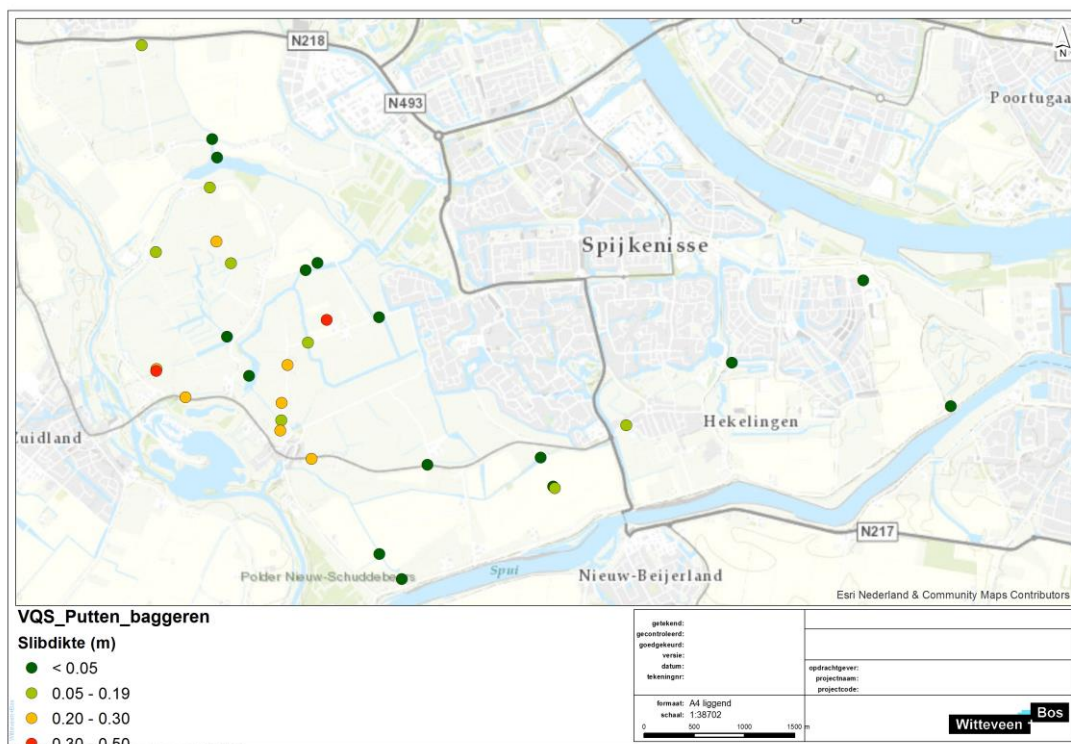 N218
N
N493
Poortugaa
Spijkenisse
Zuidland
Hekelingen
N217
Spui
Polder Nieuw-Schuddebeurs
Nieuw-Beijerland
Esri Nederland & Community Maps Contributors
VQS_Putten_baggeren
Slibdikte (m)
< 0.05
0.05 - 0.19
0.20 - 0.30
0.30 - 0.50
getekend:
gecontroleerd:
goedgekeurd:
versie:
datum:
tekeningnr:
opdrachtgever:
projectnaam:
projectcode:
formaat: A4 liggend
schaal: 1:38702
0 500 1000 1500 m
Witteveen + Bos